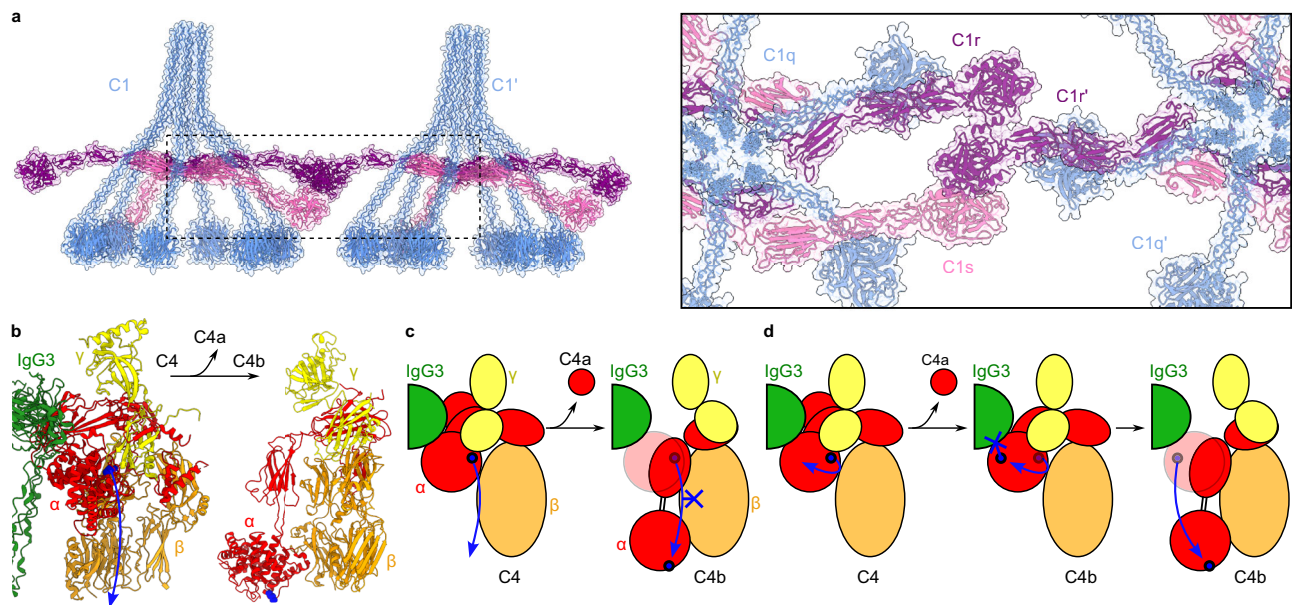 a
C1
C1'
C1q
C1r
C1r'
C1q'
C1s
b
IgG3
γ
C4
C4a
C4b
γ
α
β
α
β
c
IgG3
γ
C4a
IgG3
γ
α
β
α
β
C4
C4b
d
IgG3
C4a
IgG3
IgG3
C4
C4b
C4b